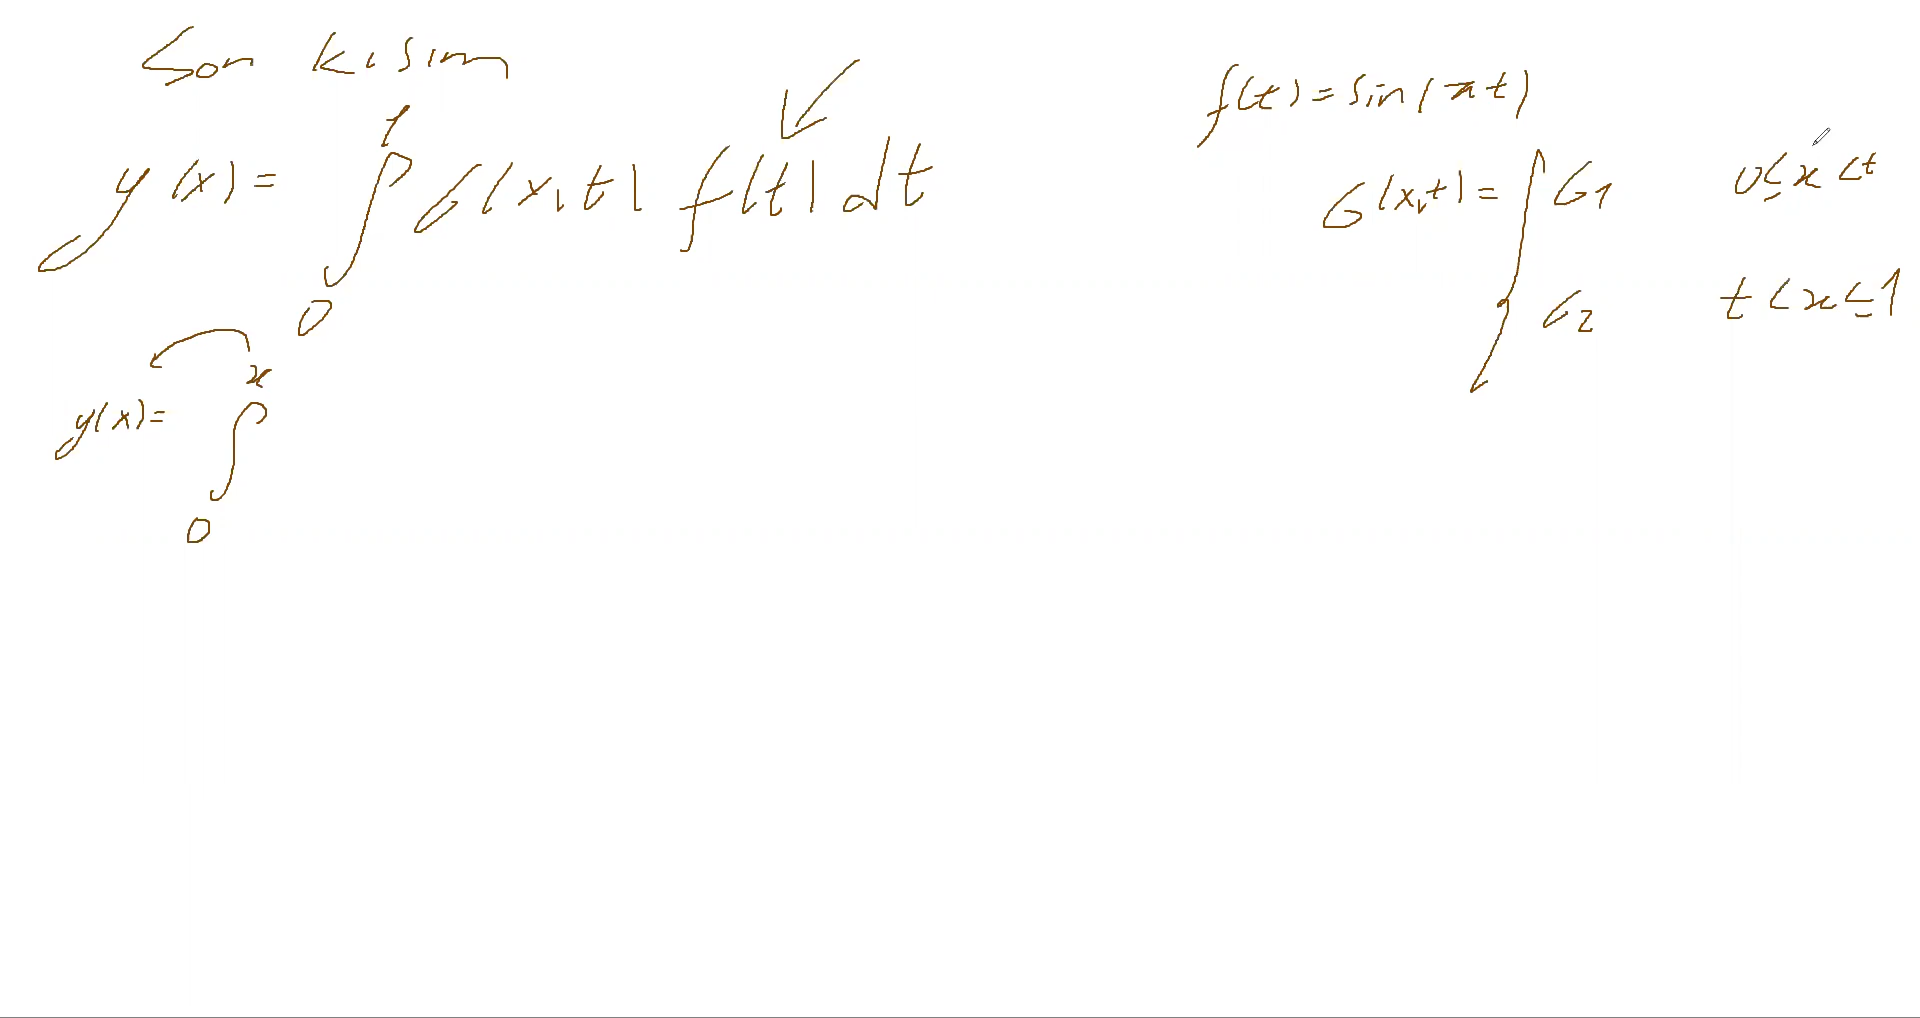 Son kısım
y(x) = ∫₀¹ G(x,t) f(t) dt
y(x) = ∫₀ˣ
f(t) = sin(πt)
G(x,t) = { G1 0 ≤ x < t
G2 t < x ≤ 1